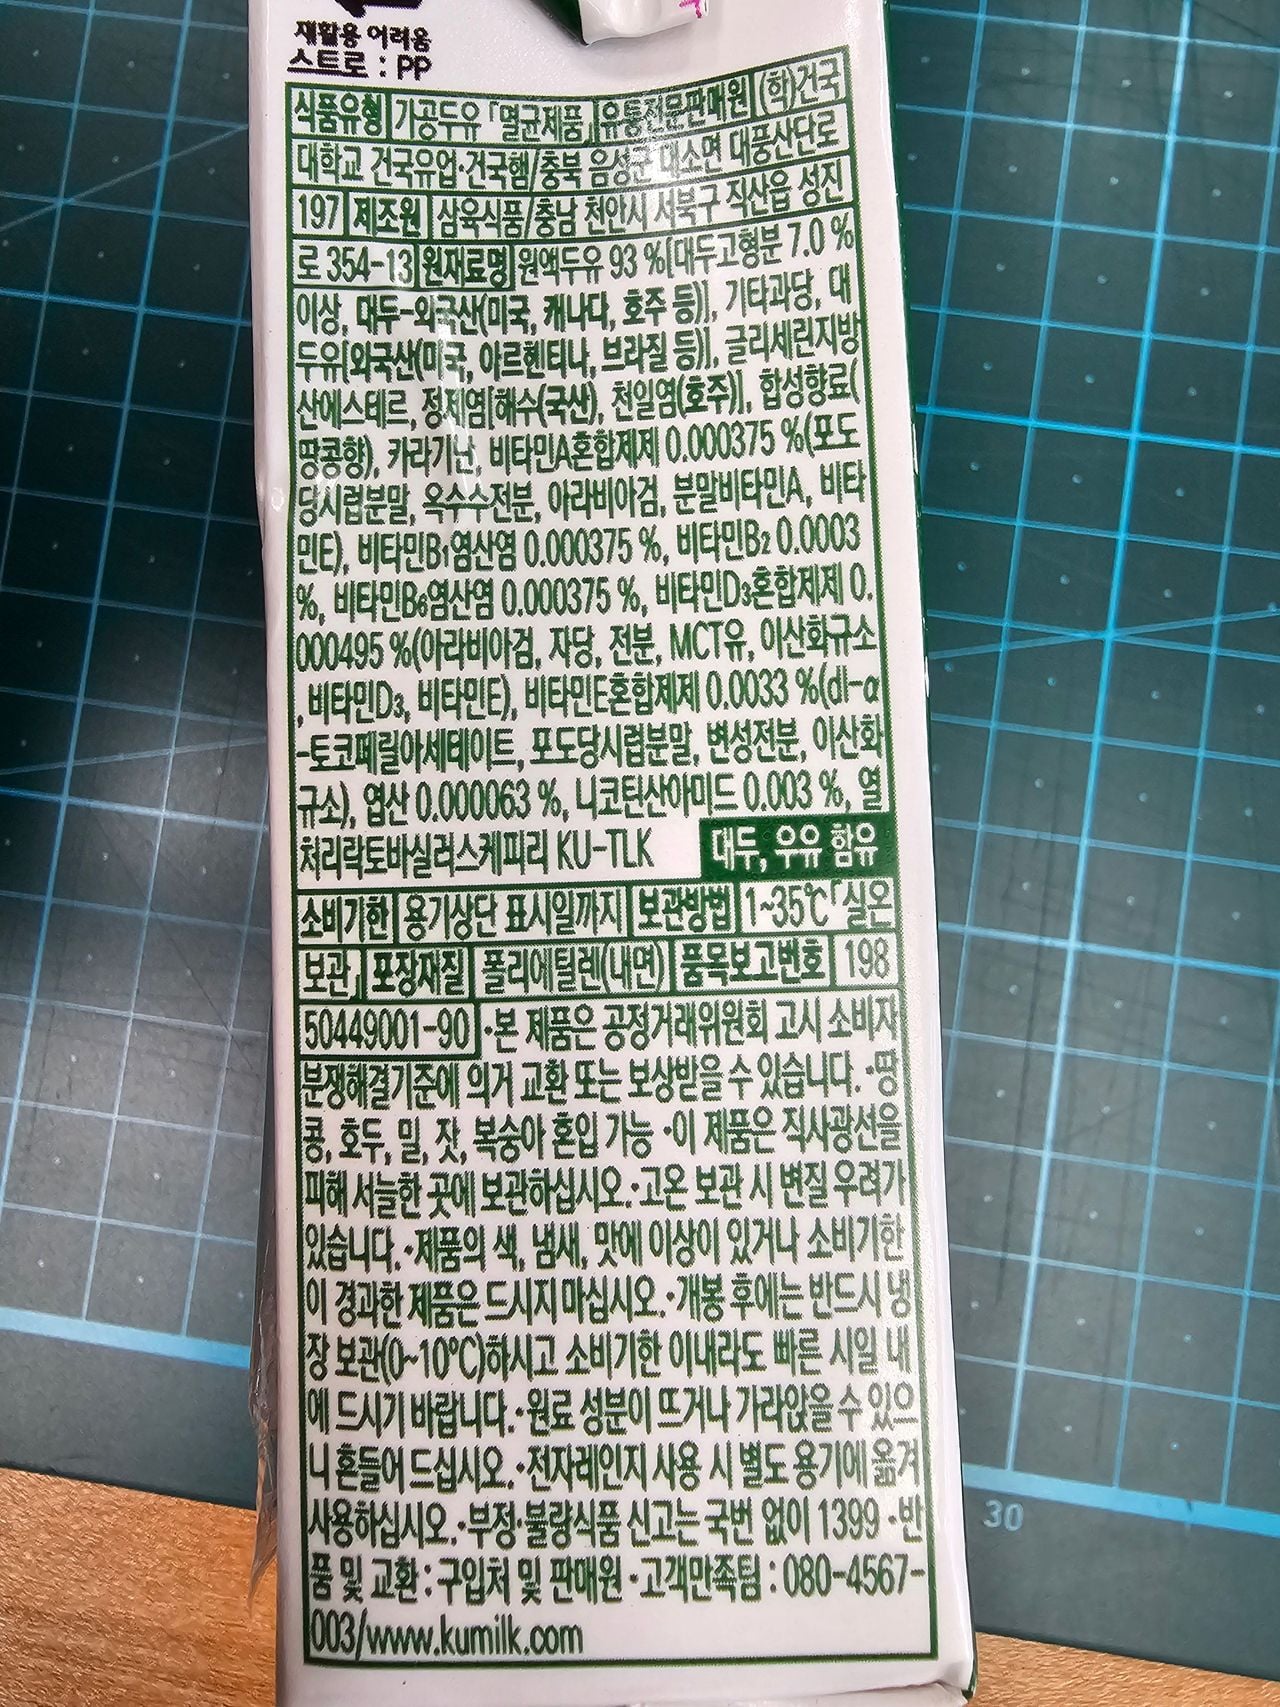 재활용 어려움
스트로 : PP
식품유형 가공두유 「멸균제품」 유통전문판매원 (학)건국
대학교 건국유업·건국햄/충북 음성군 대소면 대풍산단로
197 제조원 삼육식품/충남 천안시 서북구 직산읍 성진
로 354-13 원재료명 원액두유 93 %[대두고형분 7.0 %
이상, 대두-외국산(미국, 캐나다, 호주 등)], 기타과당, 대
두유[외국산(미국, 아르헨티나, 브라질 등)], 글리세린지방
산에스테르, 정제염[해수(국산), 천일염(호주)], 합성향료(
땅콩향), 카라기난, 비타민A혼합제제 0.000375 %(포도
당시럽분말, 옥수수전분, 아라비아검, 분말비타민A, 비타
민E), 비타민B₁염산염 0.000375 %, 비타민B₂ 0.0003
%, 비타민B₆염산염 0.000375 %, 비타민D₃혼합제제 0.
000495 %(아라비아검, 자당, 전분, MCT유, 이산화규소
, 비타민D₃, 비타민E), 비타민E혼합제제 0.0033 %(dl-α
-토코페릴아세테이트, 포도당시럽분말, 변성전분, 이산화
규소), 엽산 0.000063 %, 니코틴산아미드 0.003 %, 열
처리락토바실러스케피리 KU-TLK 대두, 우유 함유
소비기한 용기상단 표시일까지 보관방법 1~35℃「실온
보관」 포장재질 폴리에틸렌(내면) 품목보고번호 198
50449001-90 ·본 제품은 공정거래위원회 고시 소비자
분쟁해결기준에 의거 교환 또는 보상받을 수 있습니다. ·땅
콩, 호두, 밀, 잣, 복숭아 혼입 가능 ·이 제품은 직사광선을
피해 서늘한 곳에 보관하십시오. ·고온 보관 시 변질 우려가
있습니다. ·제품의 색, 냄새, 맛에 이상이 있거나 소비기한
이 경과한 제품은 드시지 마십시오. ·개봉 후에는 반드시 냉
장 보관(0~10℃)하시고 소비기한 이내라도 빠른 시일 내
에 드시기 바랍니다. ·원료 성분이 뜨거나 가라앉을 수 있으
니 흔들어 드십시오. ·전자레인지 사용 시 별도 용기에 옮겨
사용하십시오. ·부정·불량식품 신고는 국번 없이 1399 ·반
품 및 교환 : 구입처 및 판매원 ·고객만족팀 : 080-4567-
003/www.kumilk.com
30